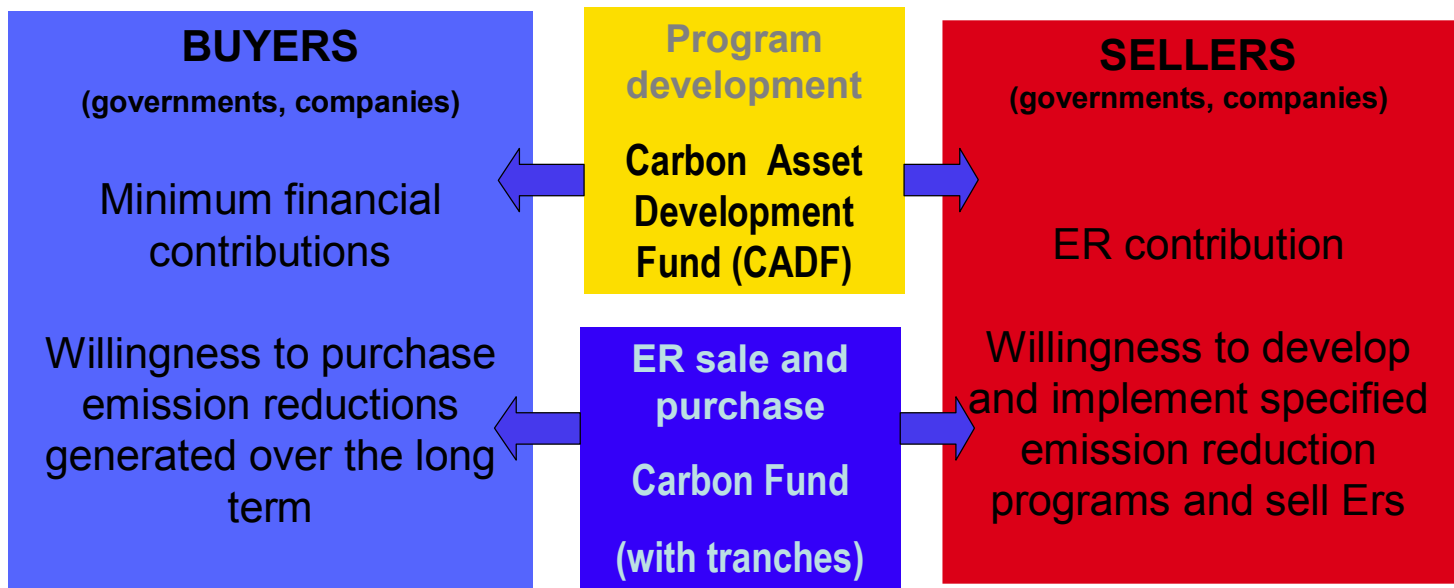 BUYERS
(governments, companies)
Minimum financial
contributions
Willingness to purchase
emission reductions
generated over the long
term
Program
development
Carbon Asset
Development
Fund (CADF)
ER sale and
purchase
Carbon Fund
(with tranches)
SELLERS
(governments, companies)
ER contribution
Willingness to develop
and implement specified
emission reduction
programs and sell Ers